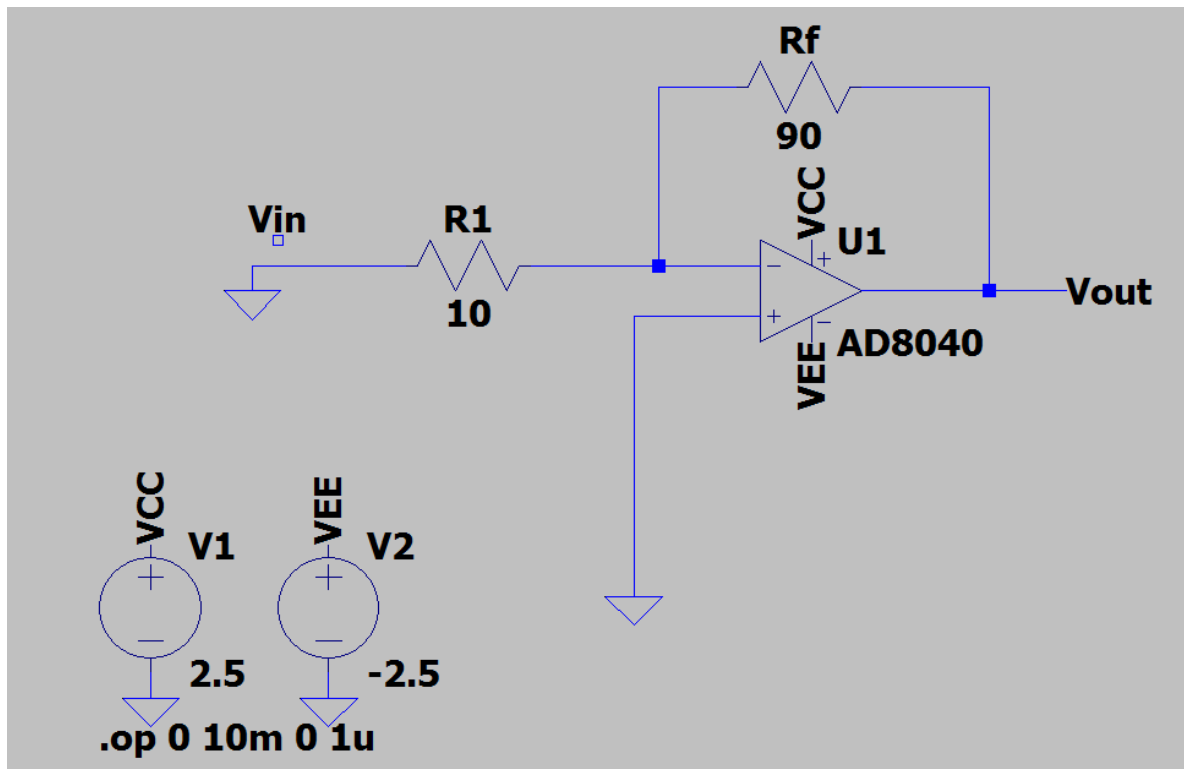 Rf
90
VCC
Vin
R1
U1
10
Vout
AD8040
VEE
VCC
VEE
V1
V2
2.5
-2.5
.op 0 10m 0 1u